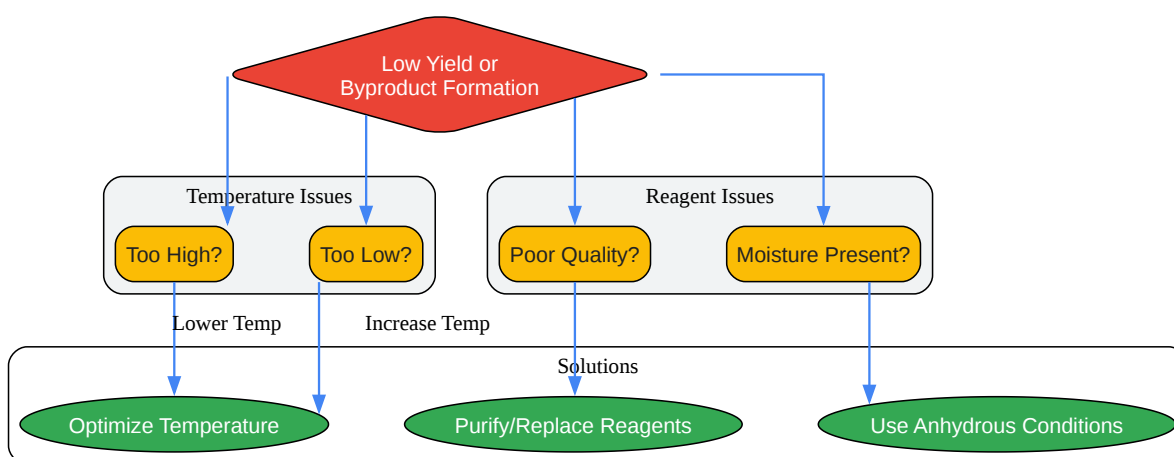 Low Yield or
Byproduct Formation
Temperature Issues
Reagent Issues
Too High?
Too Low?
Poor Quality?
Moisture Present?
Lower Temp
Increase Temp
Solutions
Optimize Temperature
Purify/Replace Reagents
Use Anhydrous Conditions